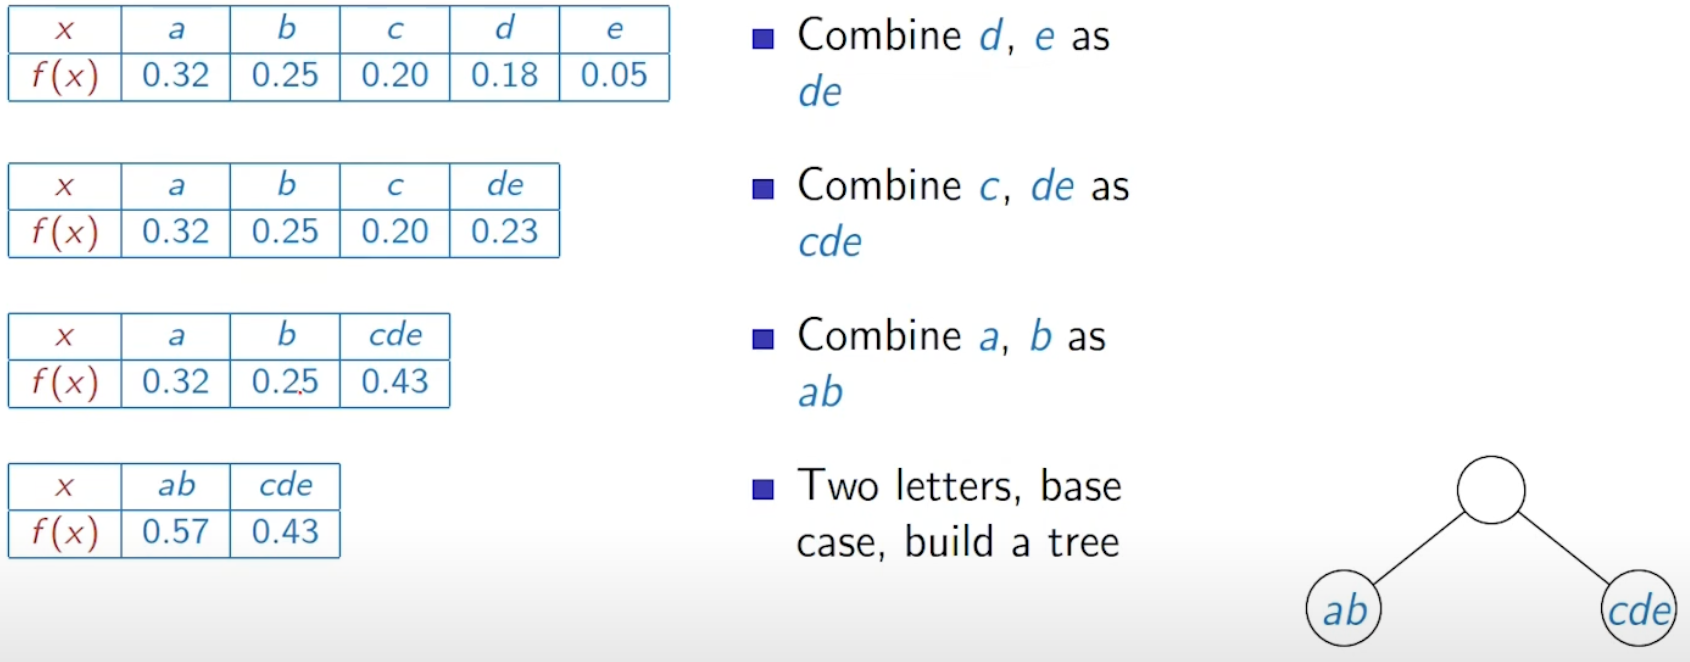 x a b c d e
f(x) 0.32 0.25 0.20 0.18 0.05
Combine d, e as
de
x a b c de
f(x) 0.32 0.25 0.20 0.23
Combine c, de as
cde
x a b cde
f(x) 0.32 0.25 0.43
Combine a, b as
ab
x ab cde
f(x) 0.57 0.43
Two letters, base
case, build a tree
ab cde